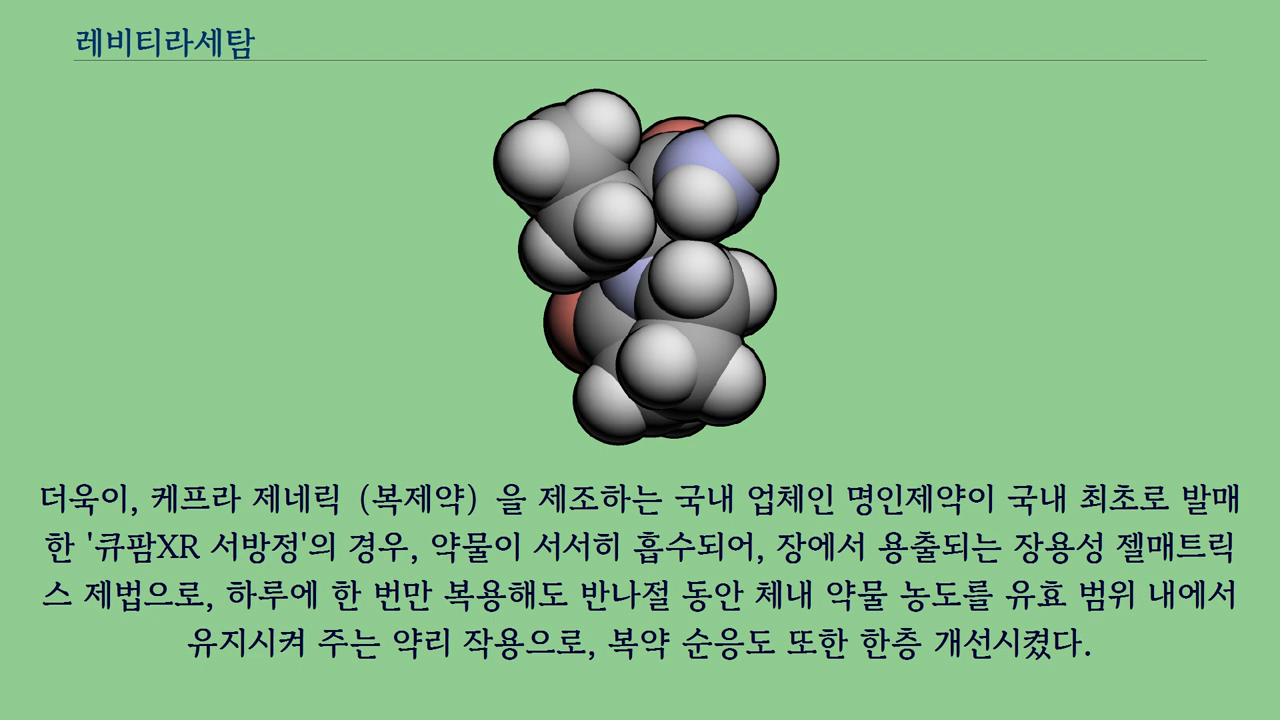 레비티라세탐
더욱이, 케프라 제네릭 (복제약) 을 제조하는 국내 업체인 명인제약이 국내 최초로 발매
한 '큐팜XR 서방정'의 경우, 약물이 서서히 흡수되어, 장에서 용출되는 장용성 젤매트릭
스 제법으로, 하루에 한 번만 복용해도 반나절 동안 체내 약물 농도를 유효 범위 내에서
유지시켜 주는 약리 작용으로, 복약 순응도 또한 한층 개선시켰다.